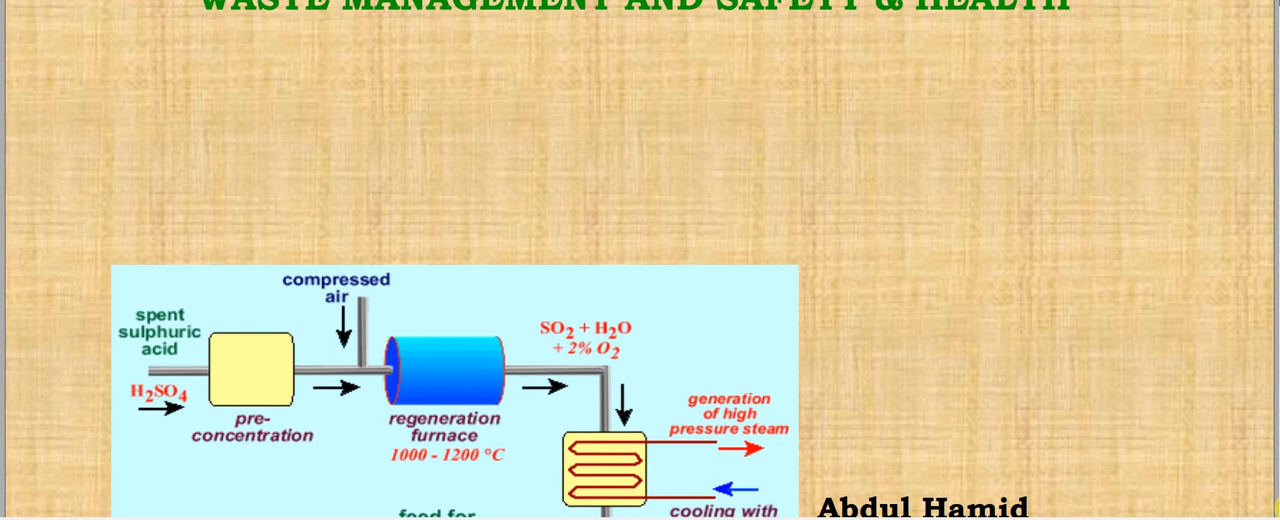 WASTE MANAGEMENT AND SAFETY & HEALTH
compressed
air
spent
sulphuric
acid
H₂SO₄
SO₂ + H₂O
+ 2% O₂
pre-
concentration
regeneration
furnace
1000 - 1200 °C
generation
of high
pressure steam
feed for
cooling with
Abdul Hamid